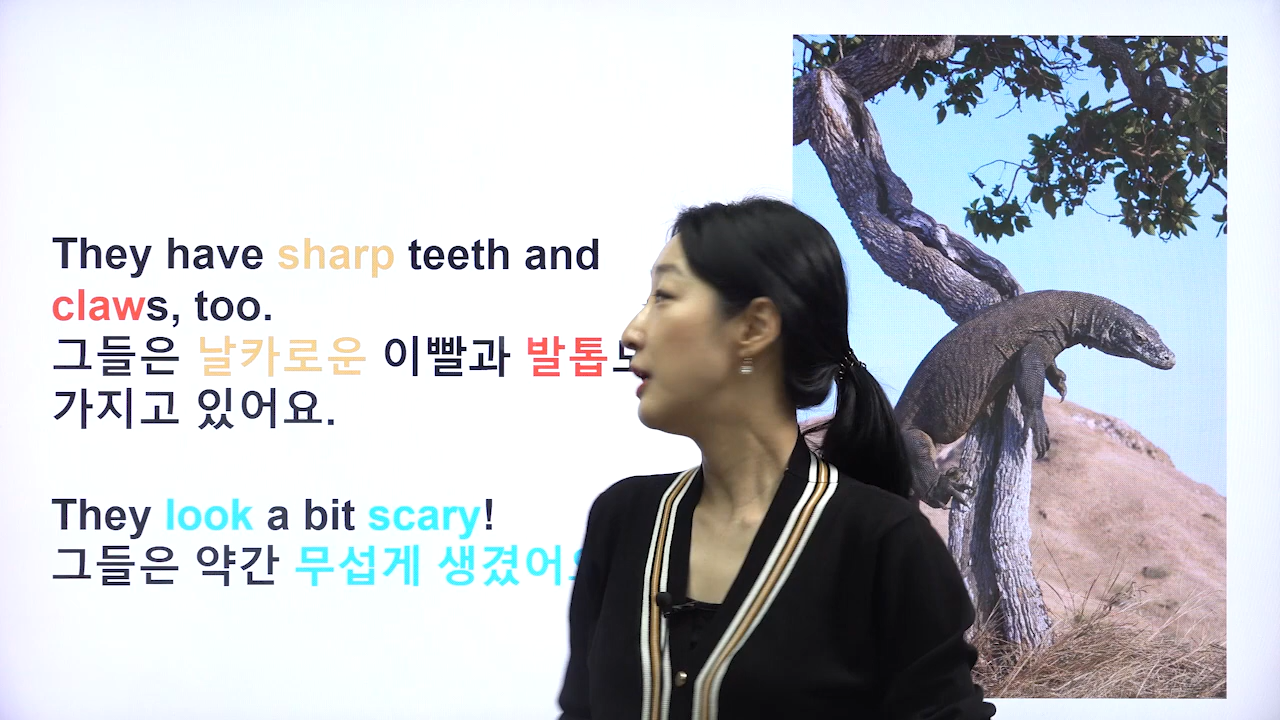 They have sharp teeth and
claws, too.
그들은 날카로운 이빨과 발톱
가지고 있어요.
They look a bit scary!
그들은 약간 무섭게 생겼어